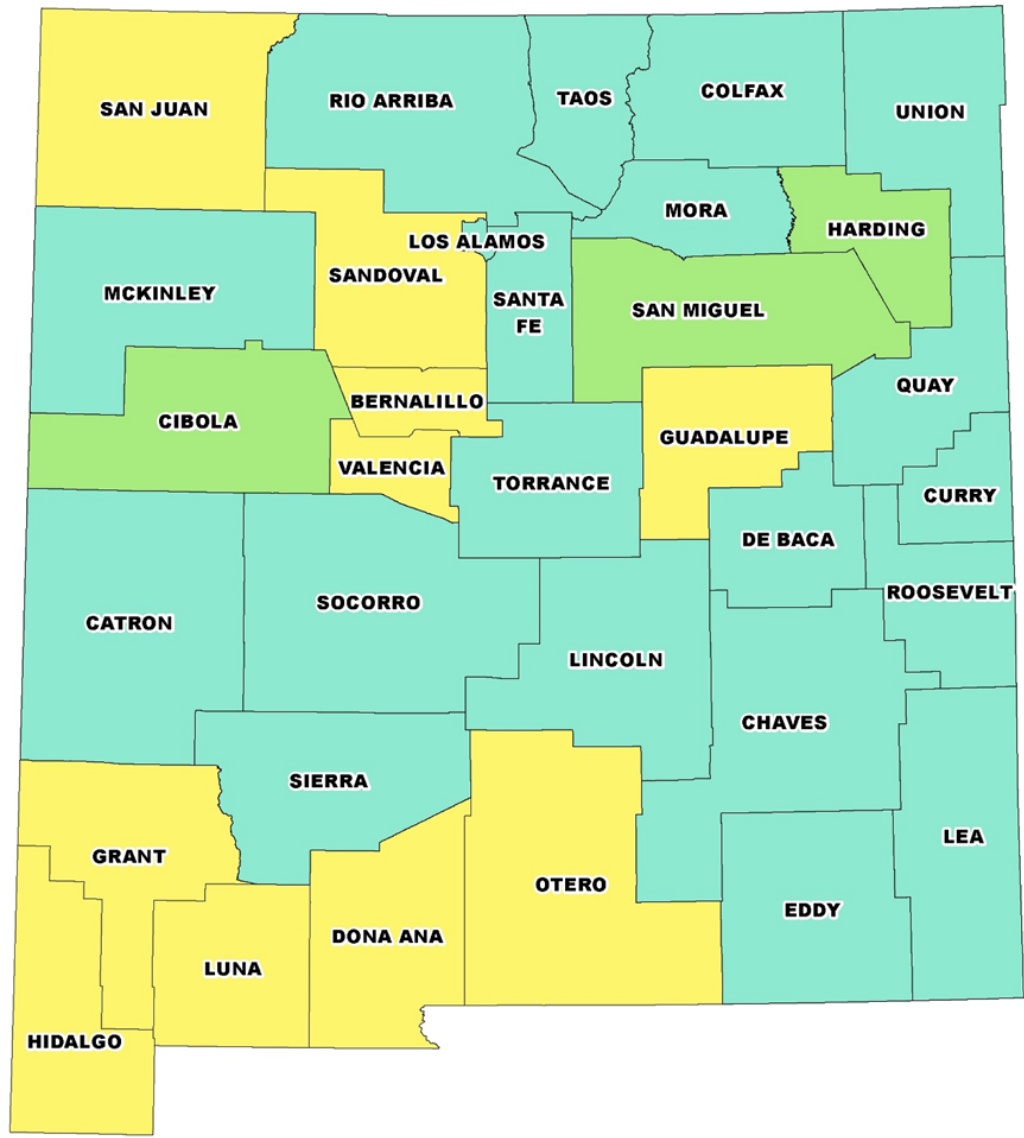 SAN JUAN
RIO ARRIBA
TAOS
COLFAX
UNION
MORA
HARDING
LOS ALAMOS
SANDOVAL
MCKINLEY
SANTA
FE
SAN MIGUEL
QUAY
BERNALILLO
CIBOLA
GUADALUPE
VALENCIA
TORRANCE
CURRY
DE BACA
ROOSEVELT
CATRON
SOCORRO
LINCOLN
CHAVES
SIERRA
LEA
GRANT
OTERO
EDDY
DONA ANA
LUNA
HIDALGO